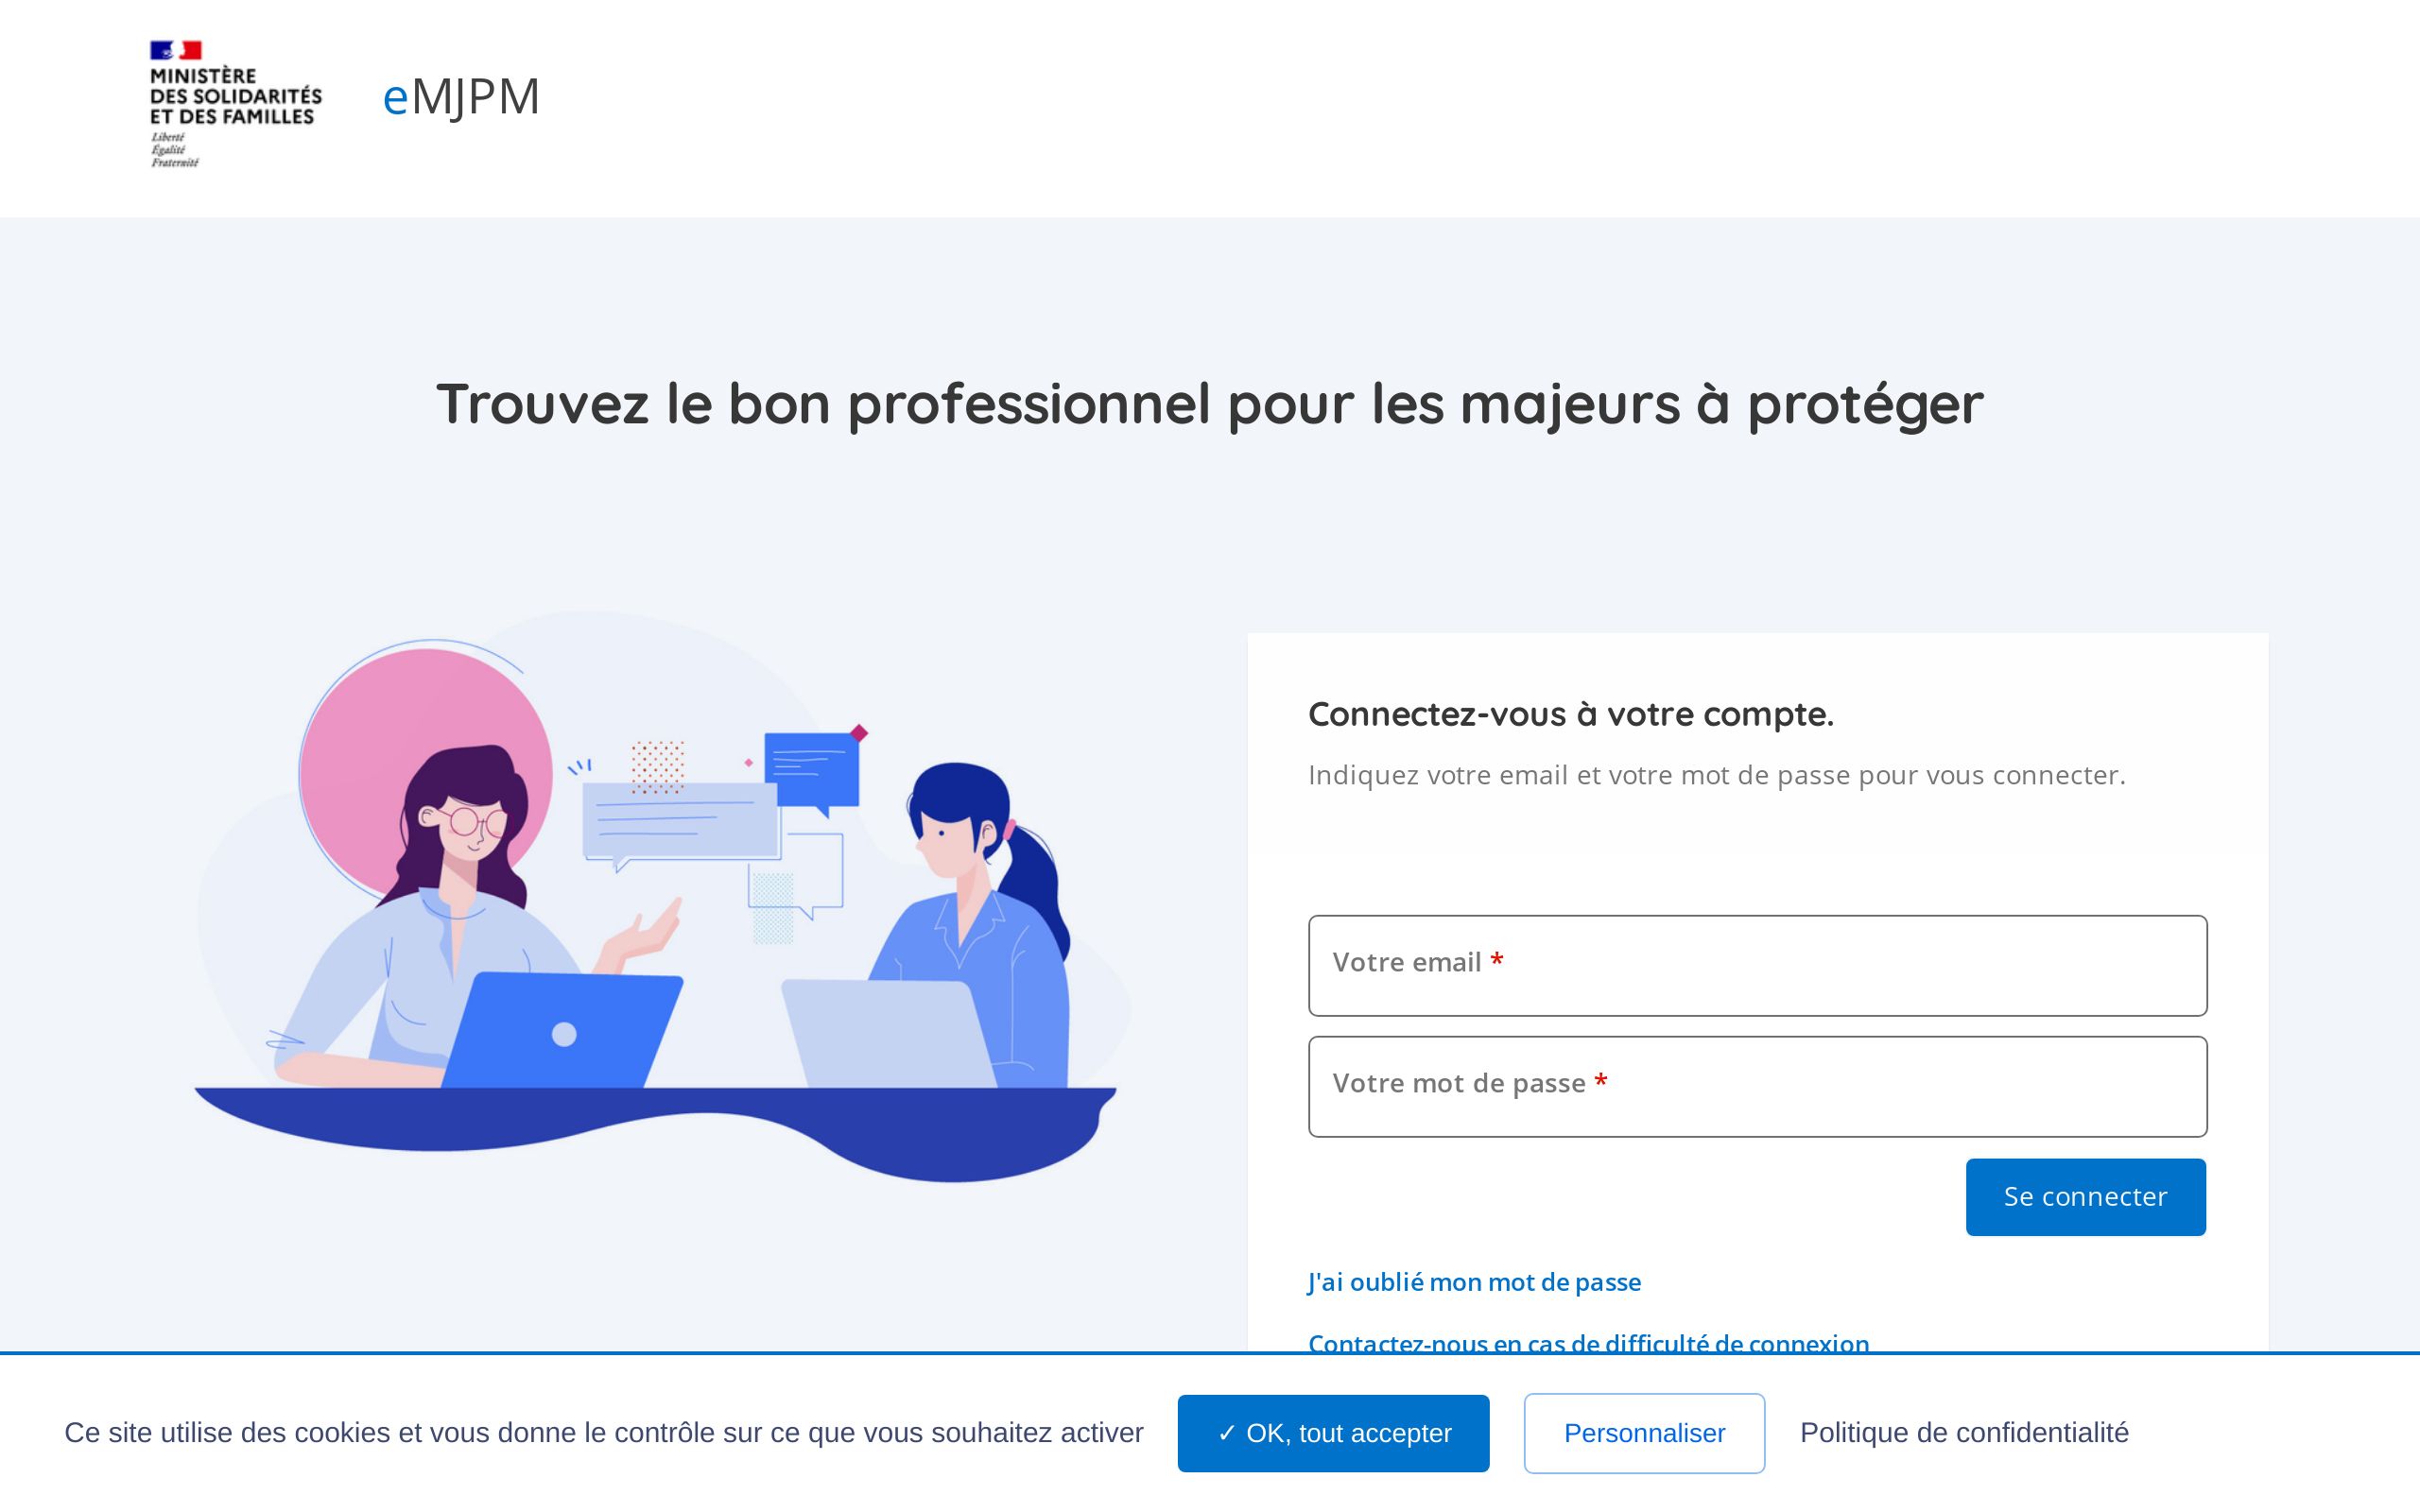 MINISTÈRE
DES SOLIDARITÉS
ET DES FAMILLES
Liberté
Égalité
Fraternité
eMJPM
Trouvez le bon professionnel pour les majeurs à protéger
Connectez-vous à votre compte.
Indiquez votre email et votre mot de passe pour vous connecter.
Votre email *
Votre mot de passe *
Se connecter
J'ai oublié mon mot de passe
Contactez-nous en cas de difficulté de connexion
Ce site utilise des cookies et vous donne le contrôle sur ce que vous souhaitez activer
✓ OK, tout accepter
Personnaliser
Politique de confidentialité